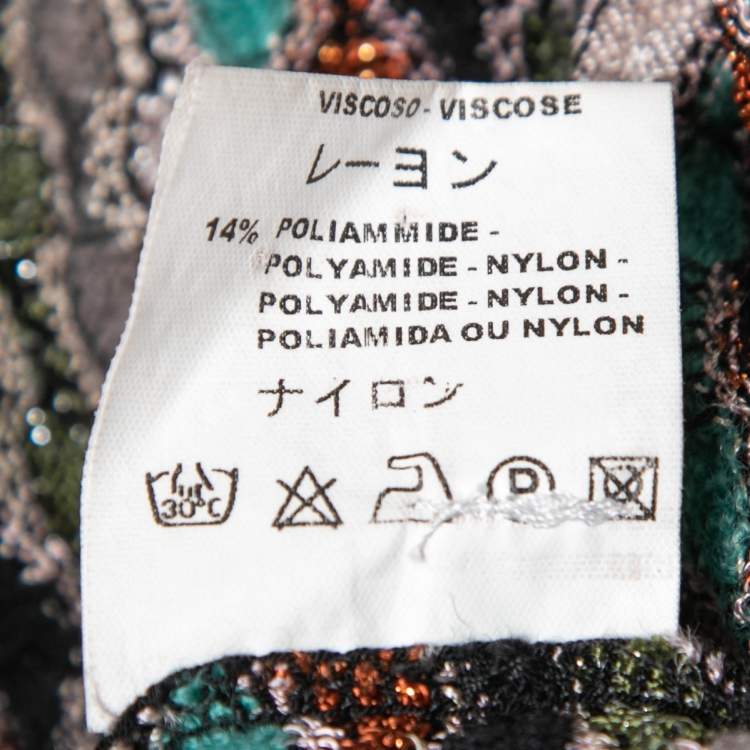 VISCOSO - VISCOSE
レーヨン
14% POLIAMMIDE -
POLYAMIDE - NYLON -
POLYAMIDE - NYLON -
POLIAMIDA OU NYLON
ナイロン
30°C P